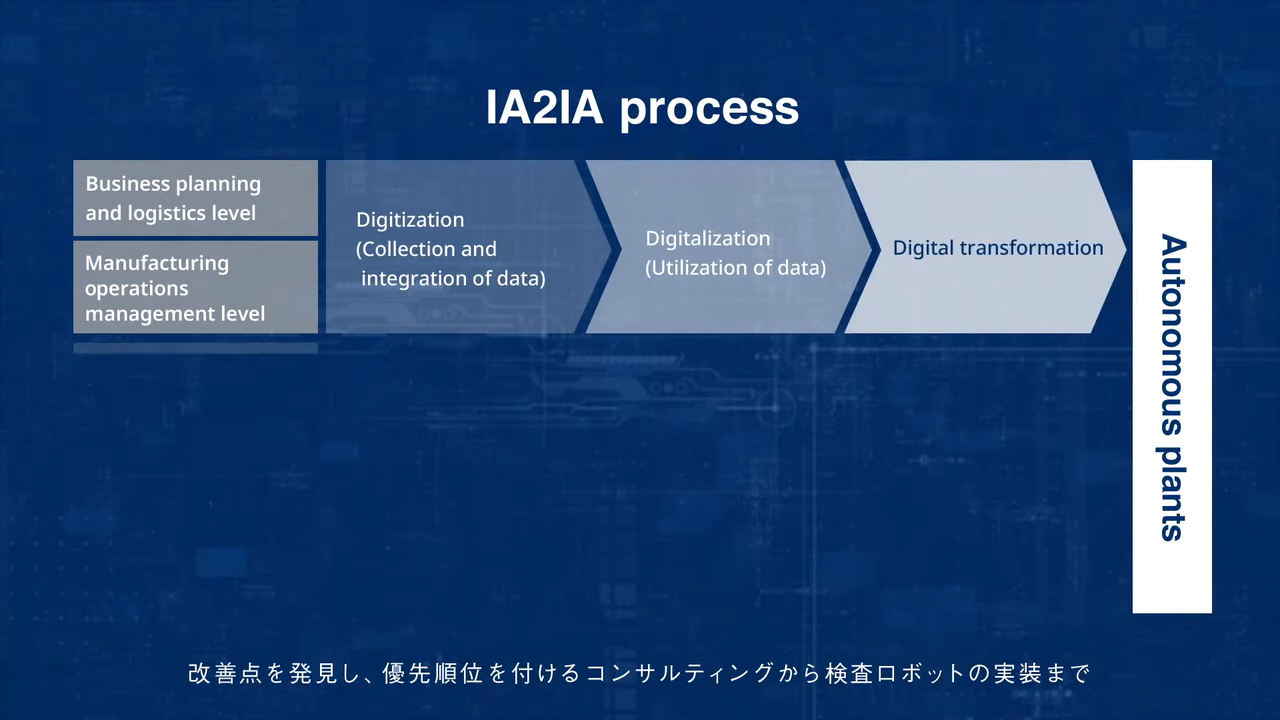 IA2IA process
Business planning
and logistics level
Manufacturing
operations
management level
Digitization
(Collection and
integration of data)
Digitalization
(Utilization of data)
Digital transformation
Autonomous plants
改善点を発見し、優先順位を付けるコンサルティングから検査ロボットの実装まで